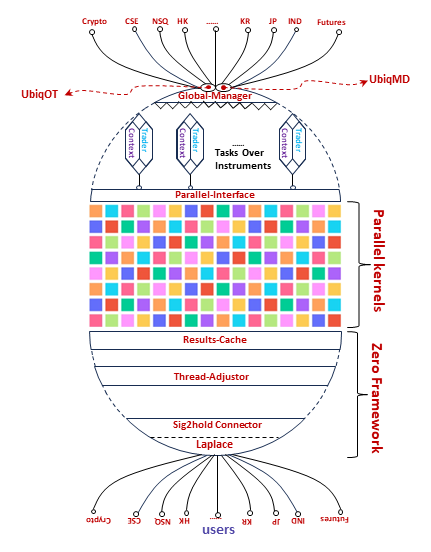 Crypto CSE NSQ HK ...... KR JP IND Futures
UbiqOT
UbiqMD
Global-Manager
Trader
Context
Trader
Context
......
Tasks Over
Instruments
Trader
Context
Parallel-Interface
Parallel kernels
Results-Cache
Thread-Adjustor
Sig2hold Connector
Laplace
Zero Framework
Crypto CSE NSQ HK ...... KR JP IND Futures
users